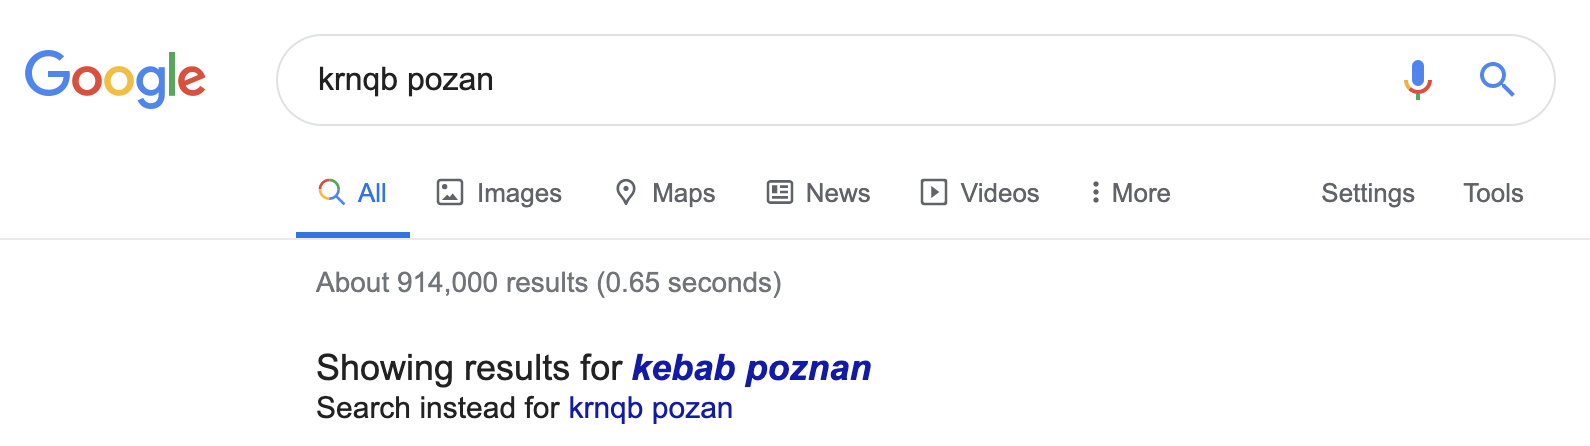 Google krnqb pozan
All Images Maps News Videos More Settings Tools
About 914,000 results (0.65 seconds)
Showing results for kebab poznan
Search instead for krnqb pozan